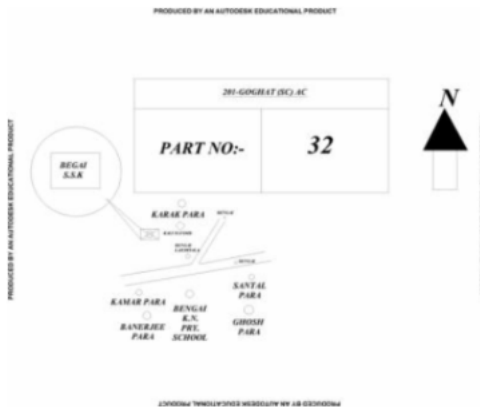 PRODUCED BY AN AUTODESK EDUCATIONAL PRODUCT
201-GOGHAT (SC) AC
PART NO:-
32
N
BEGAI
S.S.K
KARAK PARA
KAMAR PARA
BANERJEE
PARA
BENGAI
K.N.
PRY.
SCHOOL
SANTAL
PARA
GHOSH
PARA
PRODUCED BY AN AUTODESK EDUCATIONAL PRODUCT
PRODUCED BY AN AUTODESK EDUCATIONAL PRODUCT